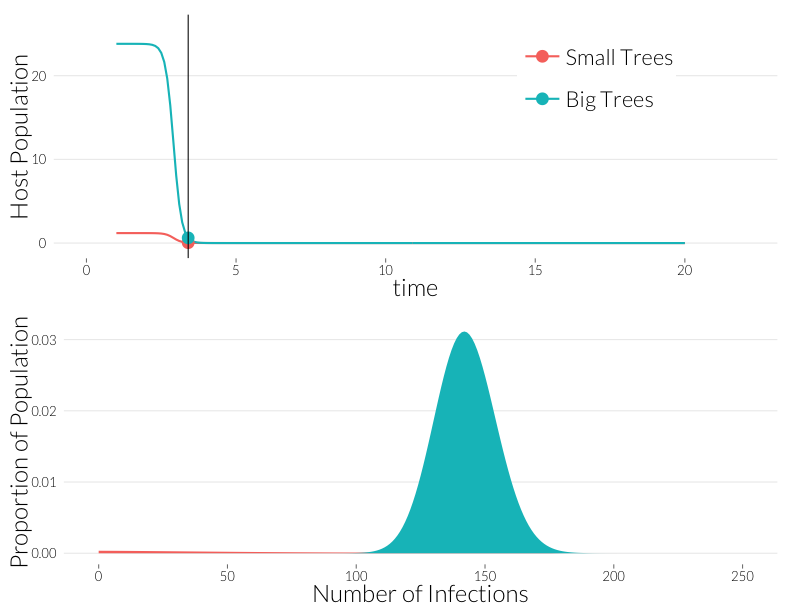 Host Population
20
10
0
Small Trees
Big Trees
0 5 10 15 20
time
Proportion of Population
0.03
0.02
0.01
0.00
0 50 100 150 200 250
Number of Infections